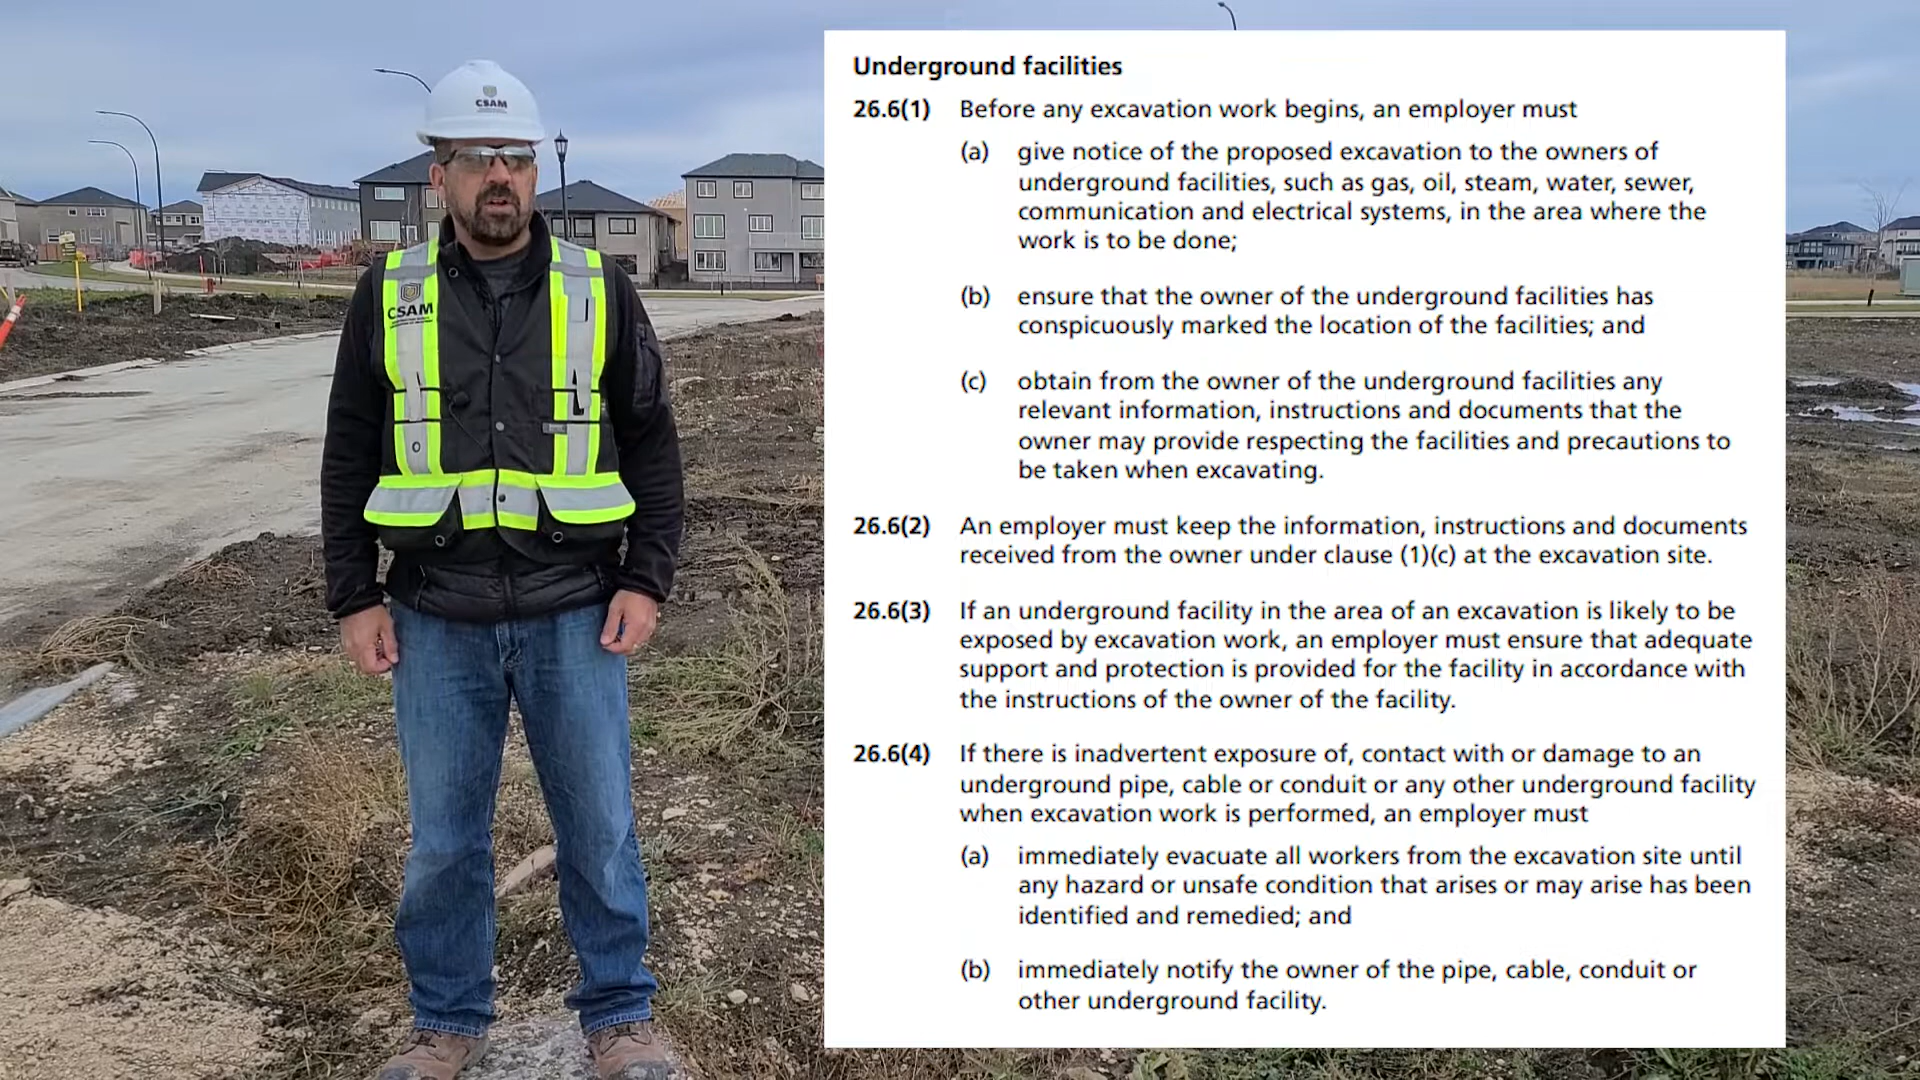 CSAM
CSAM
Underground facilities
26.6(1) Before any excavation work begins, an employer must
(a) give notice of the proposed excavation to the owners of
underground facilities, such as gas, oil, steam, water, sewer,
communication and electrical systems, in the area where the
work is to be done;
(b) ensure that the owner of the underground facilities has
conspicuously marked the location of the facilities; and
(c) obtain from the owner of the underground facilities any
relevant information, instructions and documents that the
owner may provide respecting the facilities and precautions to
be taken when excavating.
26.6(2) An employer must keep the information, instructions and documents
received from the owner under clause (1)(c) at the excavation site.
26.6(3) If an underground facility in the area of an excavation is likely to be
exposed by excavation work, an employer must ensure that adequate
support and protection is provided for the facility in accordance with
the instructions of the owner of the facility.
26.6(4) If there is inadvertent exposure of, contact with or damage to an
underground pipe, cable or conduit or any other underground facility
when excavation work is performed, an employer must
(a) immediately evacuate all workers from the excavation site until
any hazard or unsafe condition that arises or may arise has been
identified and remedied; and
(b) immediately notify the owner of the pipe, cable, conduit or
other underground facility.